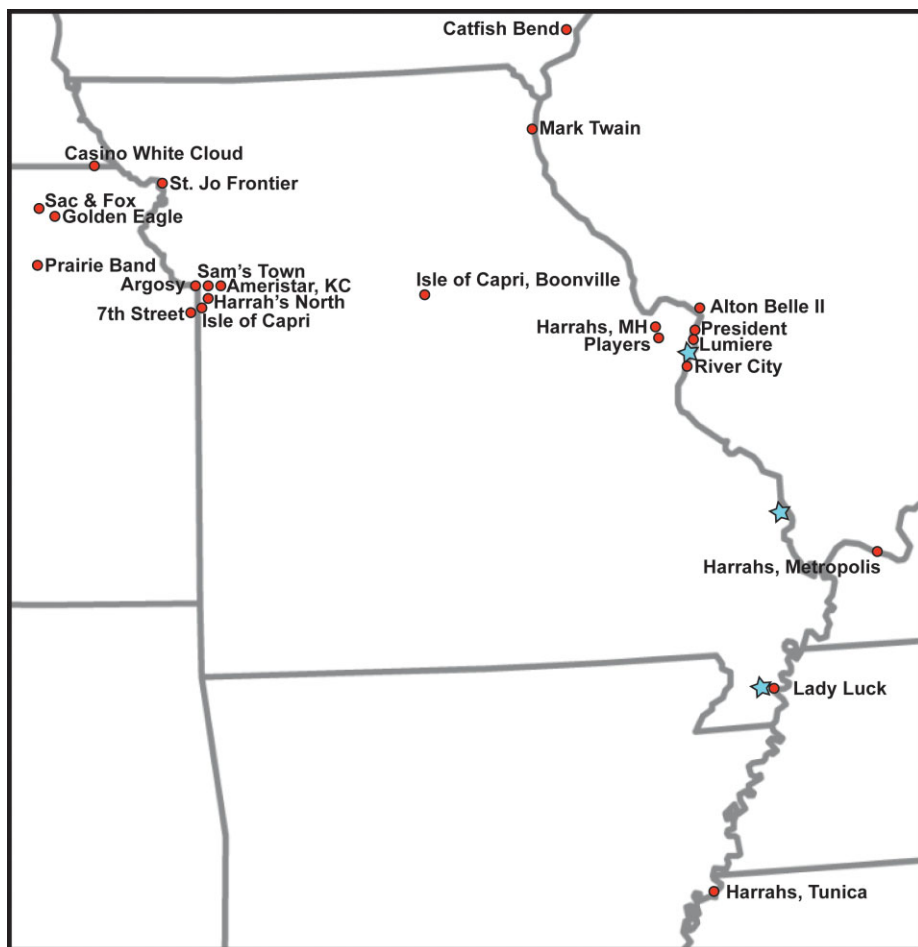 Catfish Bend
Mark Twain
Casino White Cloud
St. Jo Frontier
Sac & Fox
Golden Eagle
Prairie Band
Sam's Town
Argosy
Ameristar, KC
Isle of Capri, Boonville
Harrah's North
7th Street
Isle of Capri
Alton Belle II
Harrahs, MH
President
Players
Lumiere
River City
Harrahs, Metropolis
Lady Luck
Harrahs, Tunica